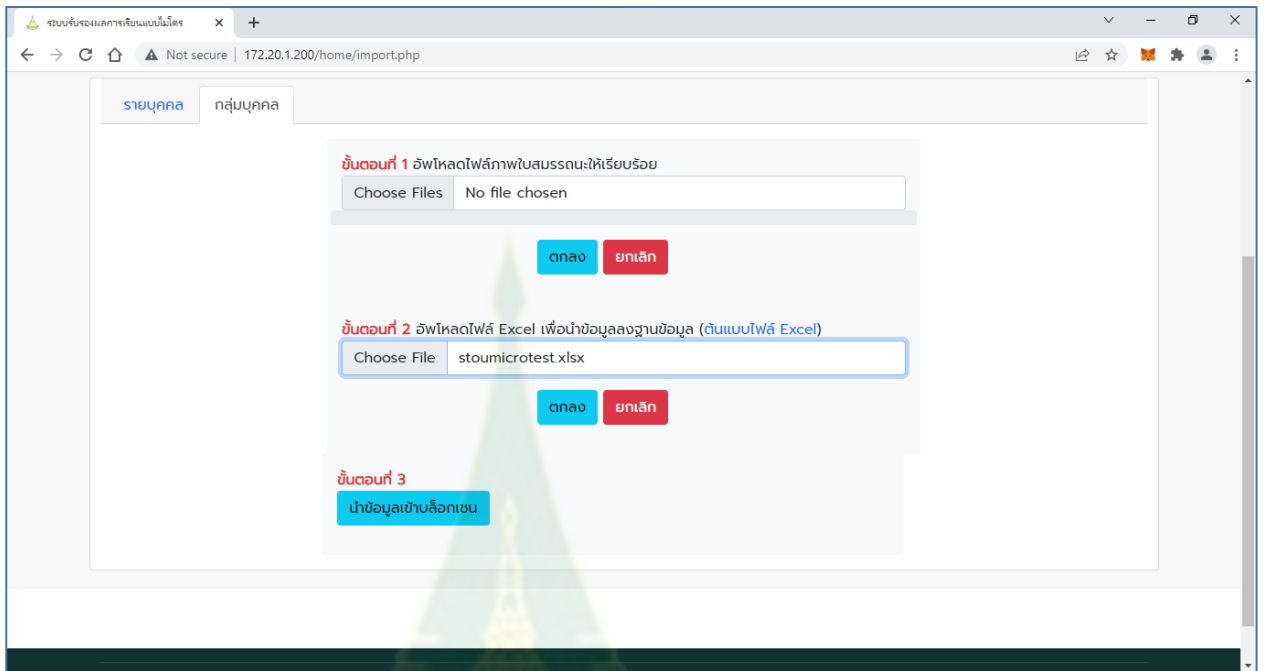 ระบบรับรองผลการเรียนแบบไมโคร
Not secure | 172.20.1.200/home/import.php
รายบุคคล กลุ่มบุคคล
ขั้นตอนที่ 1 อัพโหลดไฟล์ภาพใบสมรรถนะให้เรียบร้อย
Choose Files No file chosen
ตกลง ยกเลิก
ขั้นตอนที่ 2 อัพโหลดไฟล์ Excel เพื่อนำข้อมูลลงฐานข้อมูล (ต้นแบบไฟล์ Excel)
Choose File stoumicrotest.xlsx
ตกลง ยกเลิก
ขั้นตอนที่ 3
นำข้อมูลเข้าบล็อกเชน